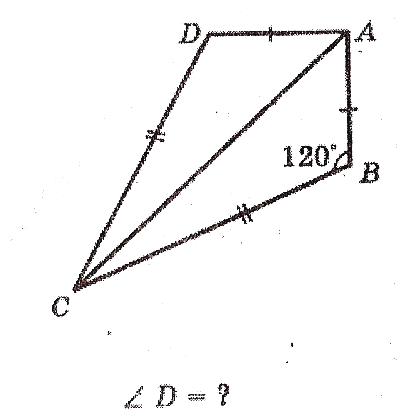 D A
120°
B
C
∠ D = ?